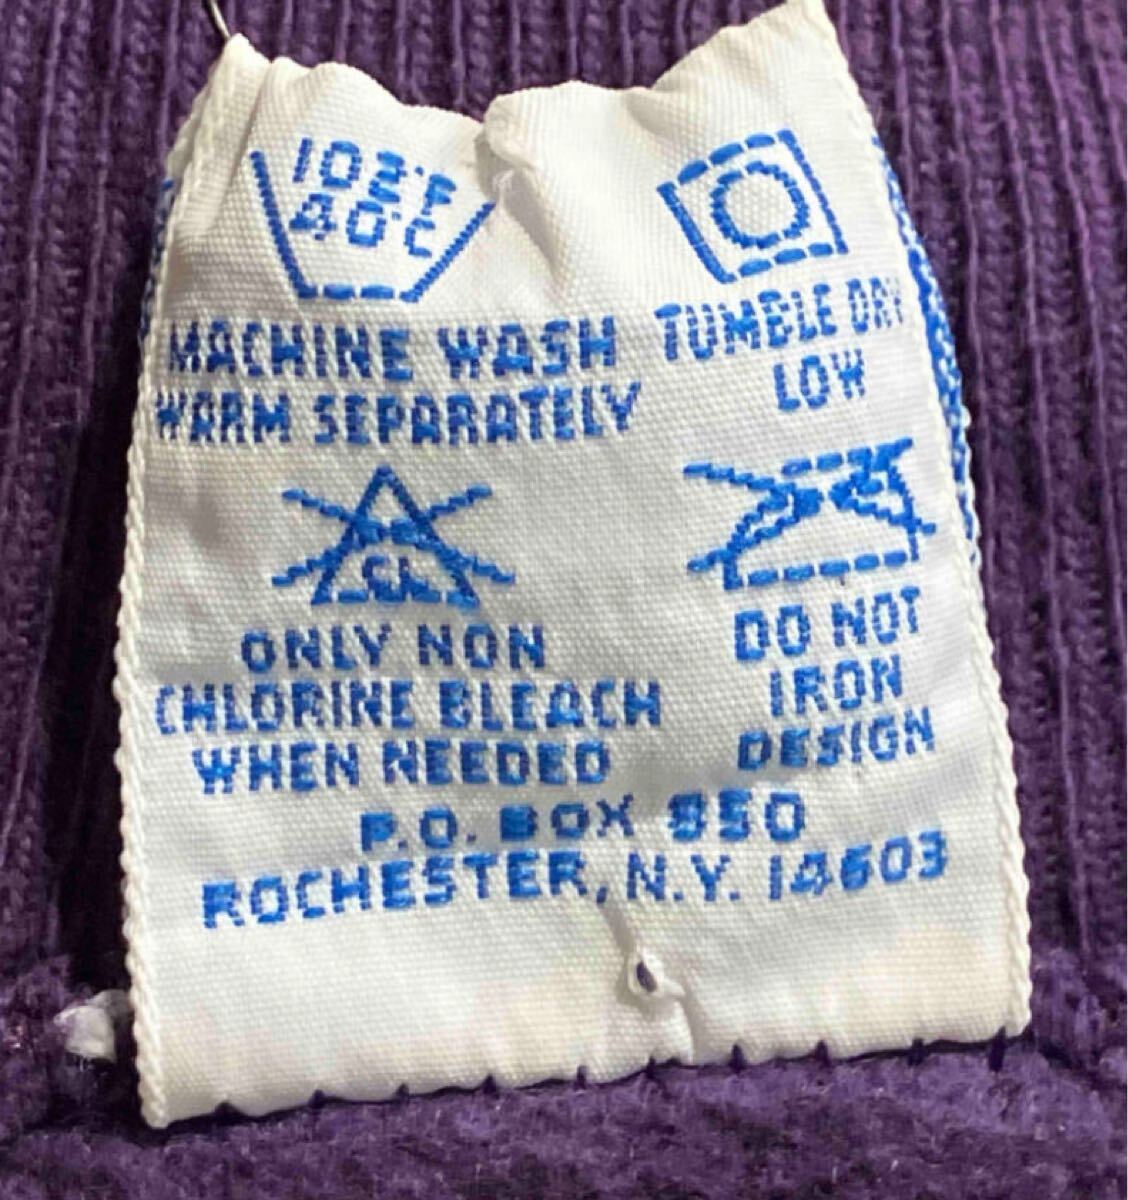 102°F
40°C
MACHINE WASH
WARM SEPARATELY
TUMBLE DRY
LOW
CL
ONLY NON
CHLORINE BLEACH
WHEN NEEDED
DO NOT
IRON
DESIGN
P.O. BOX 850
ROCHESTER, N.Y. 14603